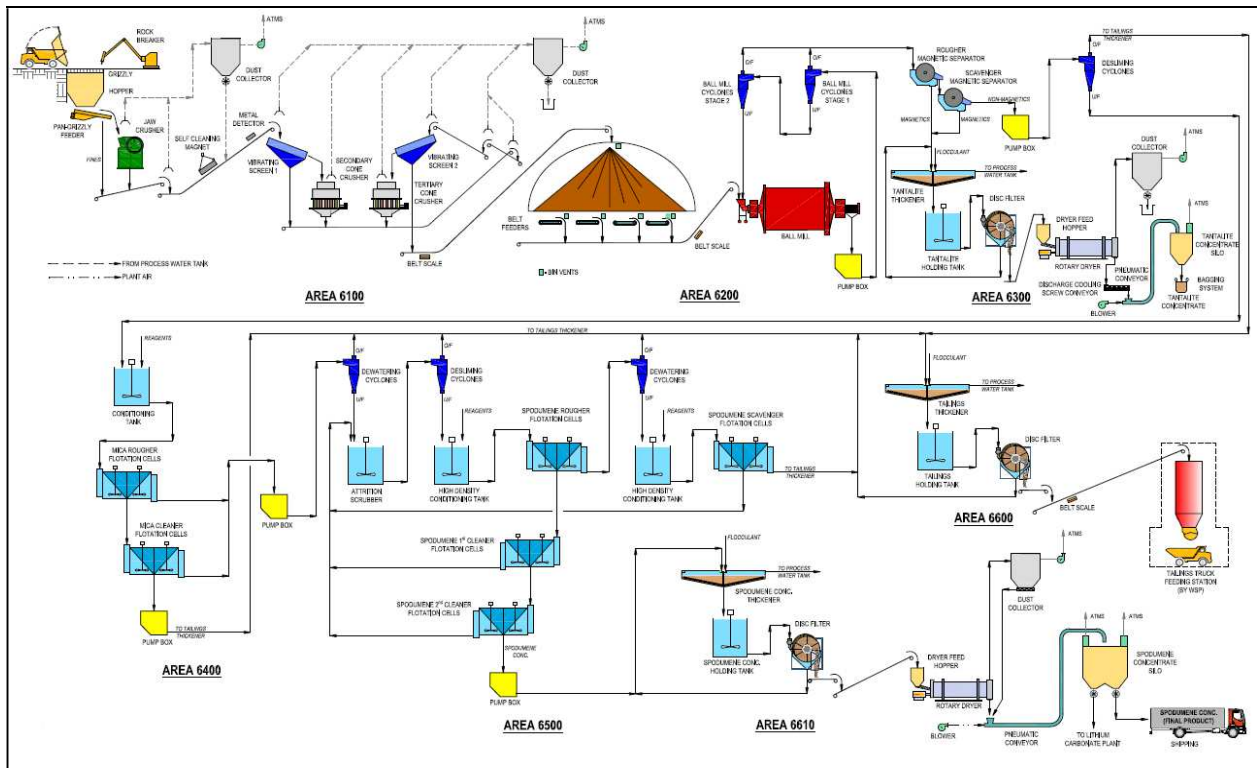 ATMS
ROCK
BREAKER
GRIZZLY
HOPPER
PAN-GRIZZLY
FEEDER
JAW
CRUSHER
FINES
DUST
COLLECTOR
SELF CLEANING
MAGNET
METAL
DETECTOR
VIBRATING
SCREEN 1
SECONDARY
CONE
CRUSHER
VIBRATING
SCREEN 2
TERTIARY
CONE
CRUSHER
ATMS
DUST
COLLECTOR
BELT SCALE
FROM PROCESS WATER TANK
PLANT AIR
AREA 6100
BELT
FEEDERS
BIN VENTS
BELT SCALE
AREA 6200
BALL MILL
CYCLONES
STAGE 2
O/F
U/F
BALL MILL
CYCLONES
STAGE 1
O/F
U/F
BALL MILL
PUMP BOX
ROUGHER
MAGNETIC SEPARATOR
SCAVENGER
MAGNETIC SEPARATOR
NON-MAGNETICS
MAGNETICS
MAGNETICS
PUMP BOX
TO TAILINGS
THICKENER
O/F
DESLIMING
CYCLONES
U/F
FLOCCULANT
TO PROCESS
WATER TANK
TANTALITE
THICKENER
DISC FILTER
TANTALITE
HOLDING TANK
DRYER FEED
HOPPER
ROTARY DRYER
DUST
COLLECTOR
ATMS
ATMS
TANTALITE
CONCENTRATE
SILO
PNEUMATIC
CONVEYOR
DISCHARGE COOLING
SCREW CONVEYOR
BLOWER
BAGGING
SYSTEM
TANTALITE
CONCENTRATE
AREA 6300
REAGENTS
CONDITIONING
TANK
MICA ROUGHER
FLOTATION CELLS
MICA CLEANER
FLOTATION CELLS
PUMP BOX
TO TAILINGS
THICKENER
PUMP BOX
AREA 6400
TO TAILINGS THICKENER
O/F
DEWATERING
CYCLONES
U/F
O/F
DESLIMING
CYCLONES
U/F
REAGENTS
ATTRITION
SCRUBBER
HIGH DENSITY
CONDITIONING TANK
SPODUMENE ROUGHER
FLOTATION CELLS
O/F
DEWATERING
CYCLONES
U/F
REAGENTS
HIGH DENSITY
CONDITIONING TANK
SPODUMENE SCAVENGER
FLOTATION CELLS
TO TAILINGS
THICKENER
SPODUMENE 1ST CLEANER
FLOTATION CELLS
SPODUMENE 2ND CLEANER
FLOTATION CELLS
SPODUMENE
CONC.
PUMP BOX
AREA 6500
FLOCCULANT
TO PROCESS
WATER TANK
TAILINGS
THICKENER
DISC FILTER
TAILINGS
HOLDING TANK
BELT SCALE
AREA 6600
TAILINGS TRUCK
FEEDING STATION
(BY WSP)
FLOCCULANT
TO PROCESS
WATER TANK
SPODUMENE CONC.
THICKENER
DISC FILTER
SPODUMENE CONC.
HOLDING TANK
AREA 6610
DRYER FEED
HOPPER
ROTARY DRYER
ATMS
DUST
COLLECTOR
BLOWER
PNEUMATIC
CONVEYOR
ATMS
ATMS
SPODUMENE
CONCENTRATE
SILO
TO LITHIUM
CARBONATE PLANT
SPODUMENE CONC.
(FINAL PRODUCT)
SHIPPING